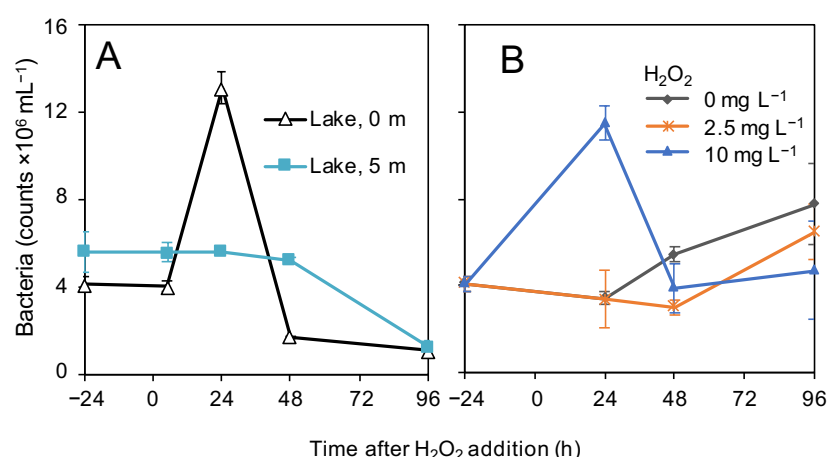 16
12
8
4
0
Bacteria (counts ×10⁶ mL⁻¹)
A
Lake, 0 m
Lake, 5 m
−24 0 24 48 72 96
B
H₂O₂
0 mg L⁻¹
2.5 mg L⁻¹
10 mg L⁻¹
−24 0 24 48 72 96
Time after H₂O₂ addition (h)